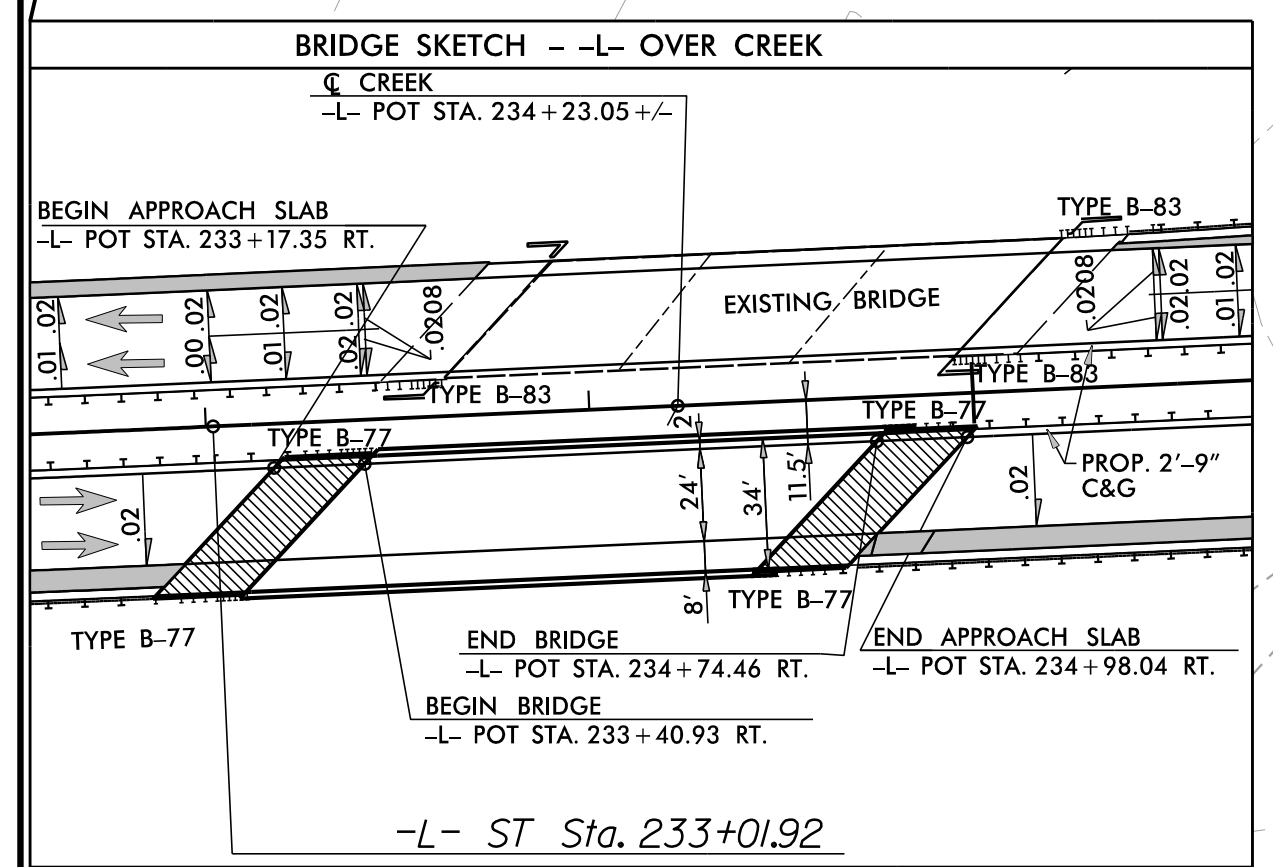 BRIDGE SKETCH - -L- OVER CREEK
℄ CREEK
-L- POT STA. 234+23.05+/-
BEGIN APPROACH SLAB
-L- POT STA. 233+17.35 RT.
TYPE B-83
EXISTING BRIDGE
.01 .02
.00 .02
.01 .02
.02 .02
.0208
.0208
.02 .02
.01 .02
TYPE B-83
TYPE B-83
TYPE B-77
TYPE B-77
2'
24'
34'
11.5'
8'
.02
.02
PROP. 2'-9"
C&G
TYPE B-77
TYPE B-77
END BRIDGE
-L- POT STA. 234+74.46 RT.
END APPROACH SLAB
-L- POT STA. 234+98.04 RT.
BEGIN BRIDGE
-L- POT STA. 233+40.93 RT.
-L- ST Sta. 233+01.92